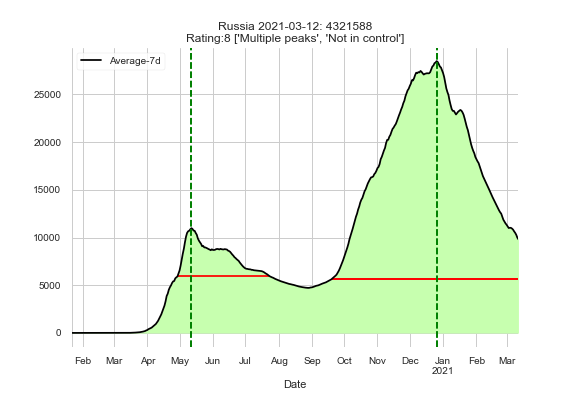 Russia 2021-03-12: 4321588
Rating:8 ['Multiple peaks', 'Not in control']
Average-7d
25000
20000
15000
10000
5000
0
Feb Mar Apr May Jun Jul Aug Sep Oct Nov Dec Jan Feb Mar
2021
Date